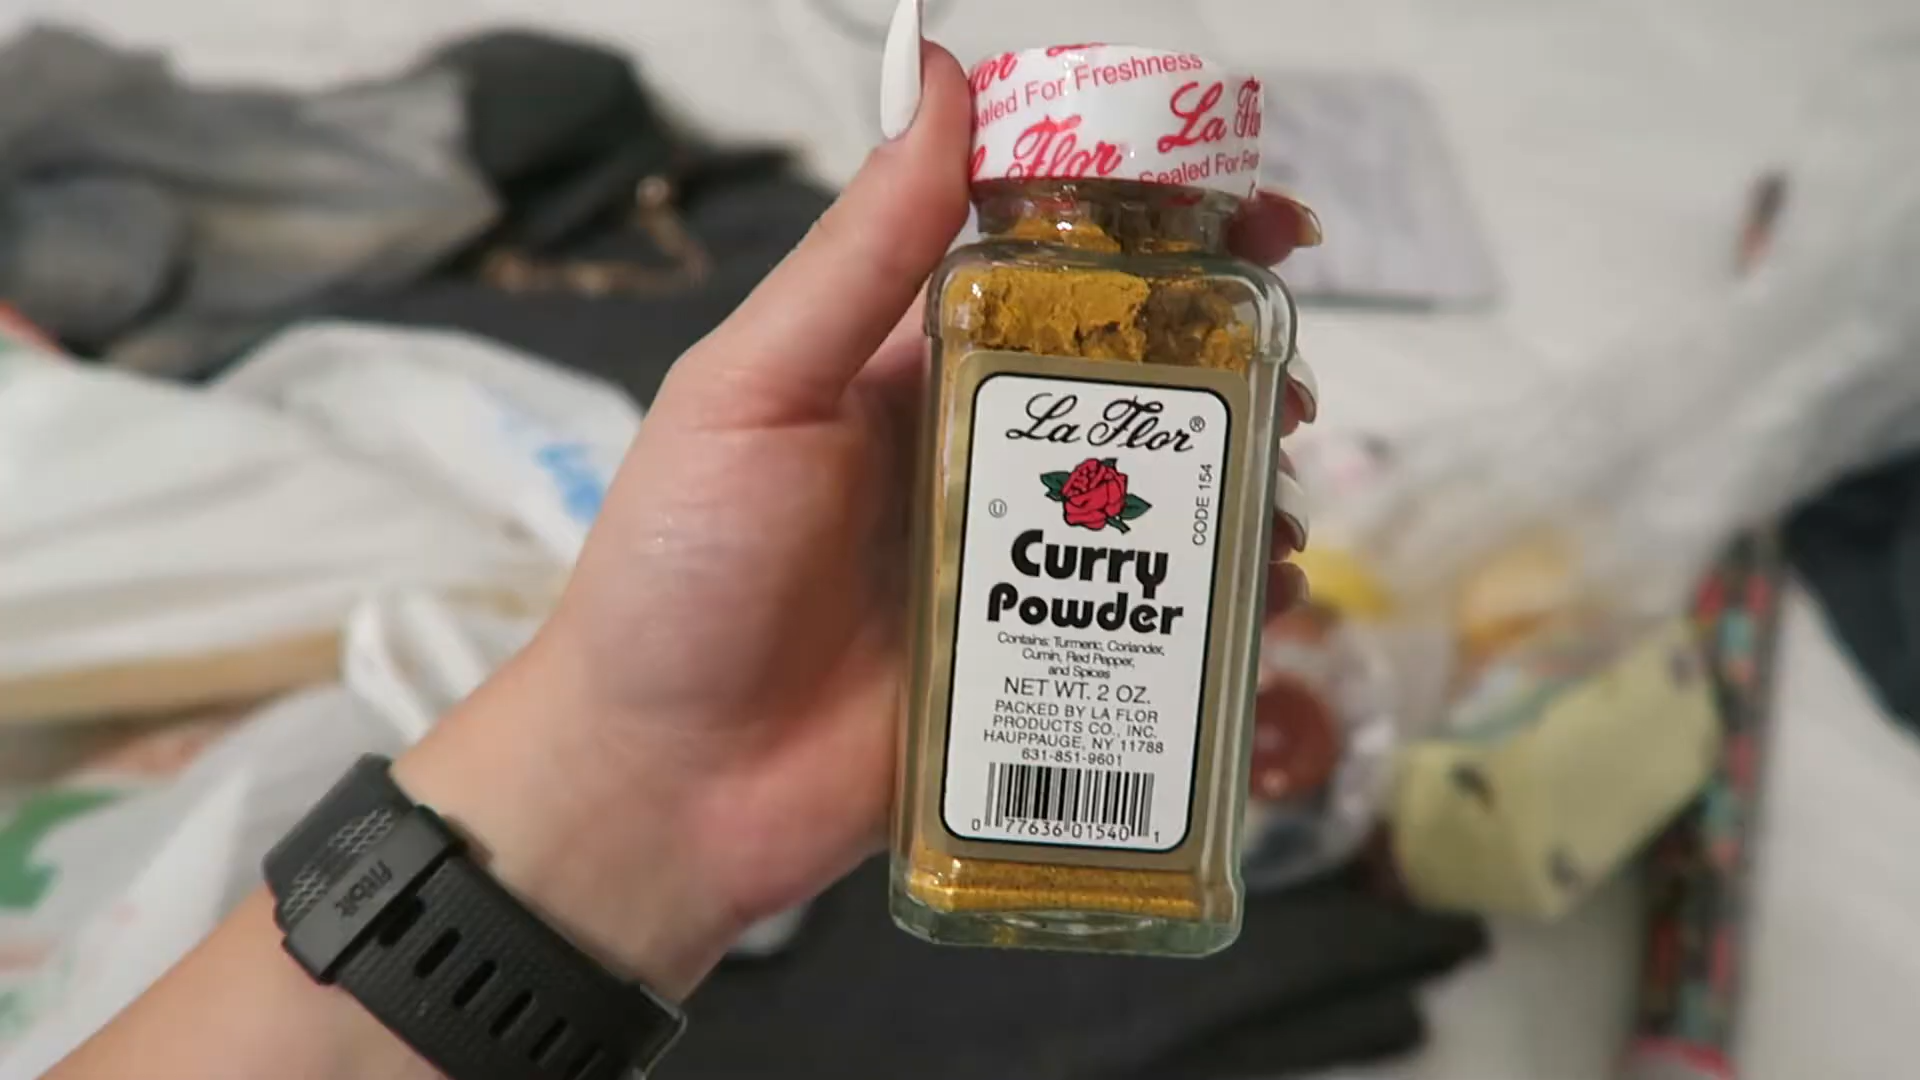 La Flor
Sealed For Freshness
La Flo
Flor
Sealed For
La Flor®
CODE 154
U
Curry
Powder
Contains: Turmeric, Coriander,
Cumin, Red Pepper,
and Spices
NET WT. 2 OZ.
PACKED BY LA FLOR
PRODUCTS CO., INC.
HAUPPAUGE, NY 11788
631-851-9601
0 77636 01540 1
fitbit